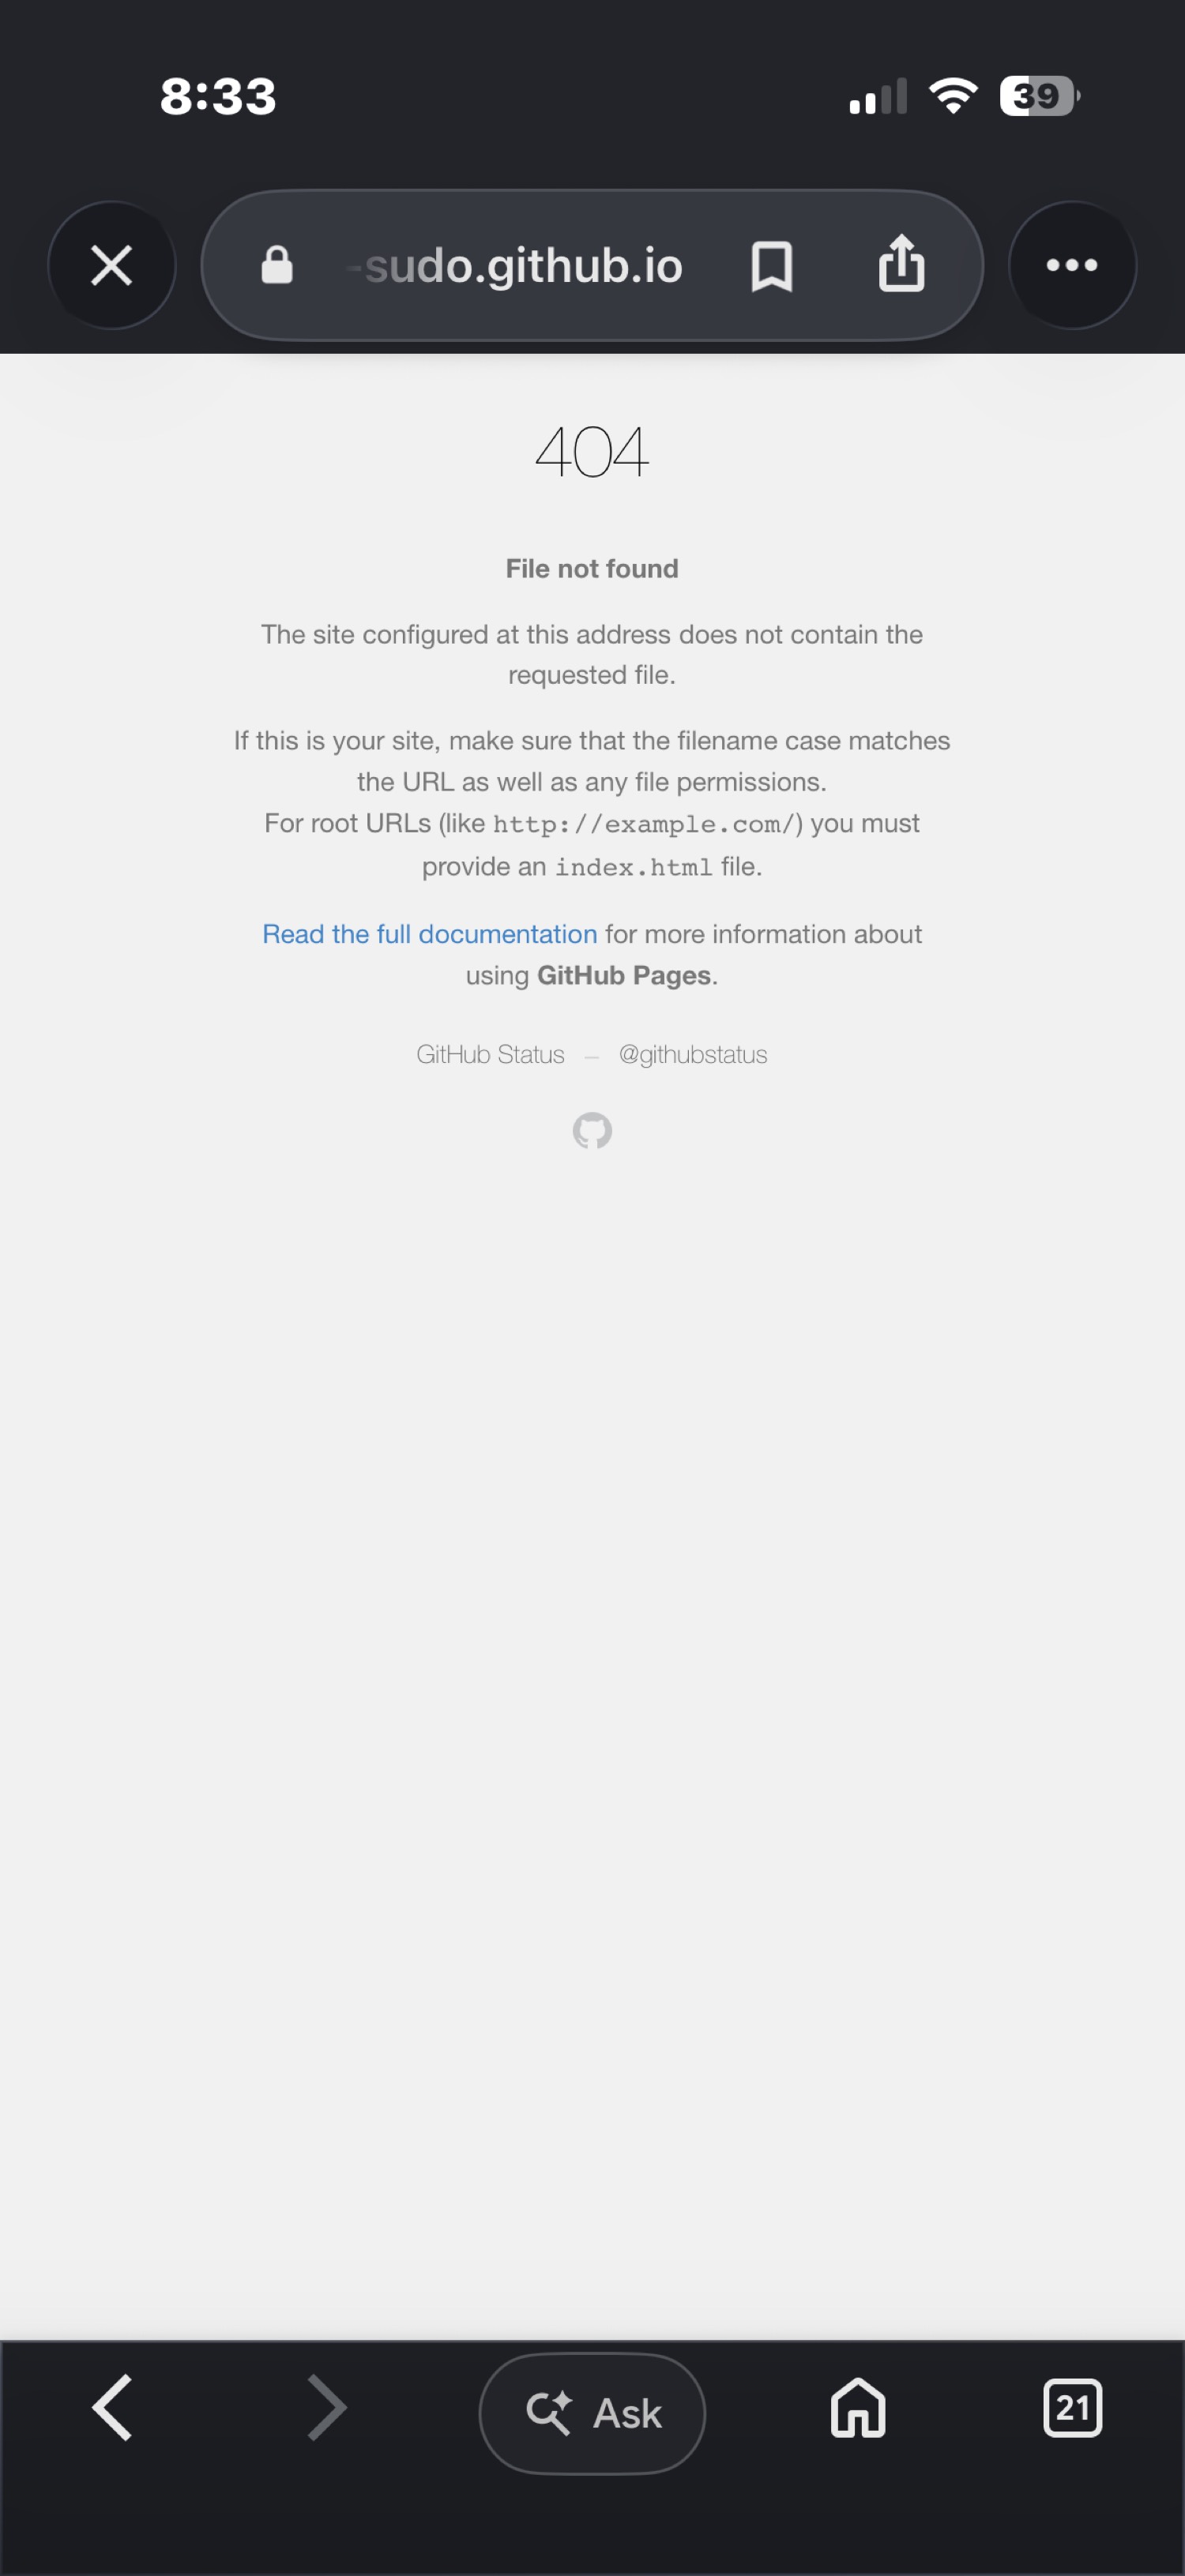 8:33
39
-sudo.github.io
404
File not found
The site configured at this address does not contain the
requested file.
If this is your site, make sure that the filename case matches
the URL as well as any file permissions.
For root URLs (like http://example.com/) you must
provide an index.html file.
Read the full documentation for more information about
using GitHub Pages.
GitHub Status — @githubstatus
Ask
21